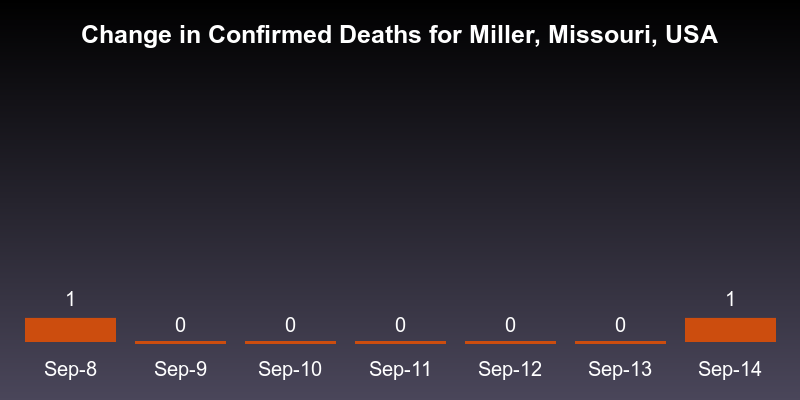 Change in Confirmed Deaths for Miller, Missouri, USA
1 0 0 0 0 0 1
Sep-8 Sep-9 Sep-10 Sep-11 Sep-12 Sep-13 Sep-14